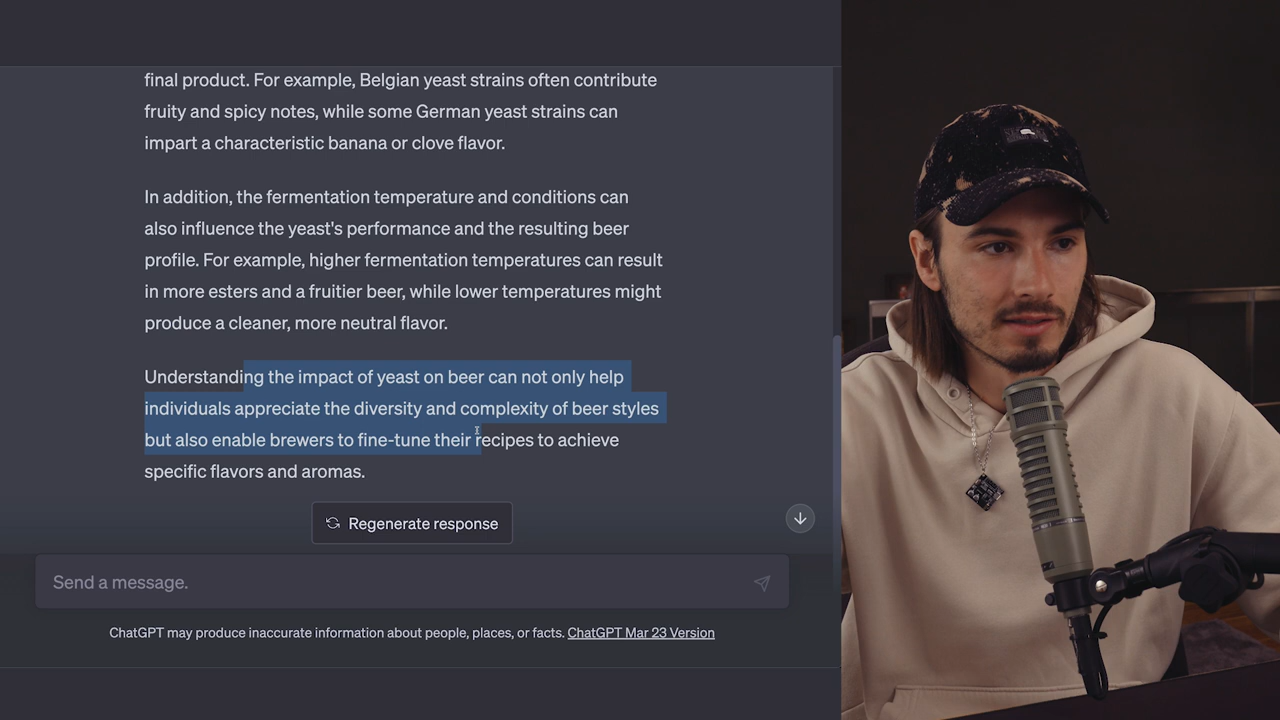 final product. For example, Belgian yeast strains often contribute
fruity and spicy notes, while some German yeast strains can
impart a characteristic banana or clove flavor.
In addition, the fermentation temperature and conditions can
also influence the yeast's performance and the resulting beer
profile. For example, higher fermentation temperatures can result
in more esters and a fruitier beer, while lower temperatures might
produce a cleaner, more neutral flavor.
Understanding the impact of yeast on beer can not only help
individuals appreciate the diversity and complexity of beer styles
but also enable brewers to fine-tune their recipes to achieve
specific flavors and aromas.
Regenerate response
Send a message.
ChatGPT may produce inaccurate information about people, places, or facts. ChatGPT Mar 23 Version